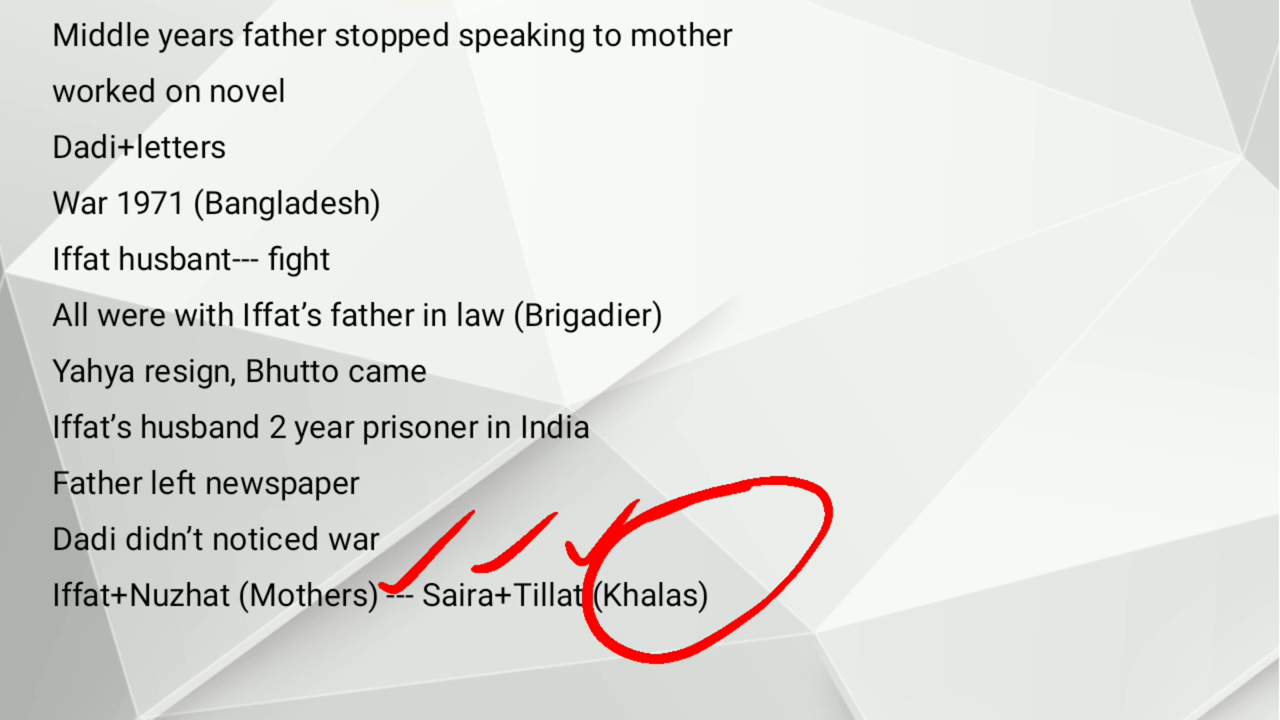 Middle years father stopped speaking to mother
worked on novel
Dadi+letters
War 1971 (Bangladesh)
Iffat husbant--- fight
All were with Iffat’s father in law (Brigadier)
Yahya resign, Bhutto came
Iffat’s husband 2 year prisoner in India
Father left newspaper
Dadi didn’t noticed war
Iffat+Nuzhat (Mothers) --- Saira+Tillat (Khalas)